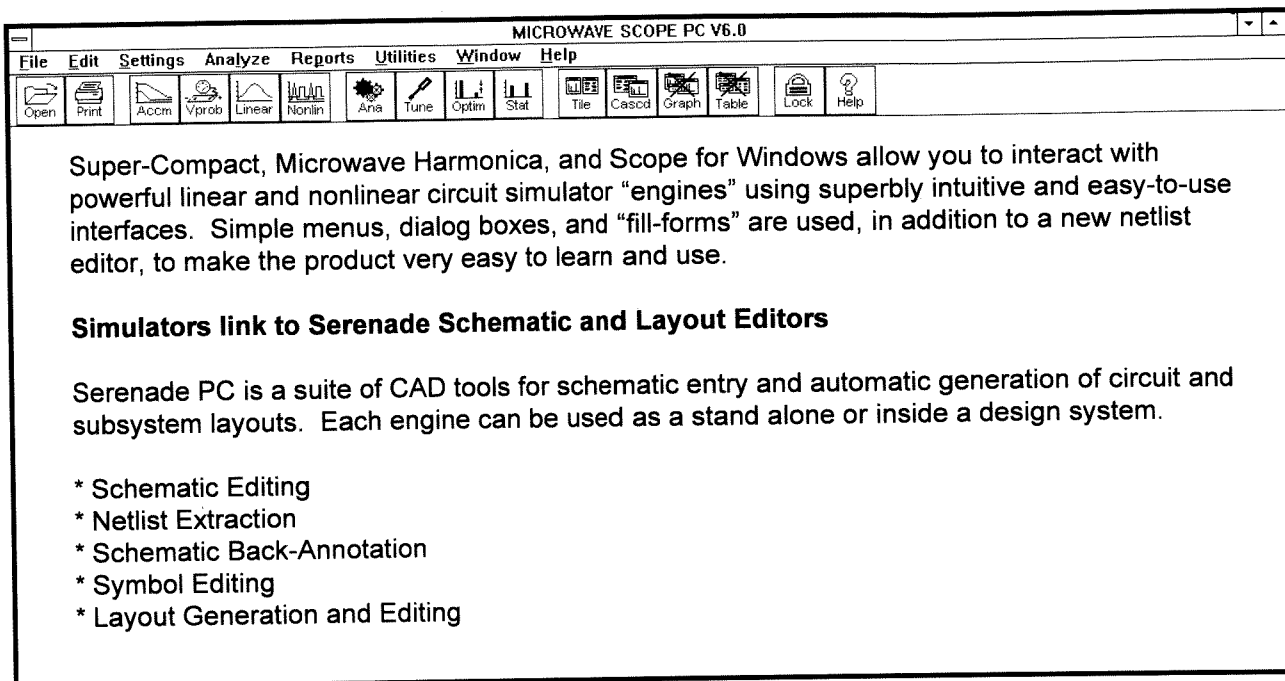 MICROWAVE SCOPE PC V6.0
File Edit Settings Analyze Reports Utilities Window Help
Open Print Accm Vprob Linear Nonlin Ana Tune Optim Stat Tile Cascd Graph Table Lock Help
Super-Compact, Microwave Harmonica, and Scope for Windows allow you to interact with
powerful linear and nonlinear circuit simulator “engines” using superbly intuitive and easy-to-use
interfaces. Simple menus, dialog boxes, and “fill-forms” are used, in addition to a new netlist
editor, to make the product very easy to learn and use.
Simulators link to Serenade Schematic and Layout Editors
Serenade PC is a suite of CAD tools for schematic entry and automatic generation of circuit and
subsystem layouts. Each engine can be used as a stand alone or inside a design system.
* Schematic Editing
* Netlist Extraction
* Schematic Back-Annotation
* Symbol Editing
* Layout Generation and Editing